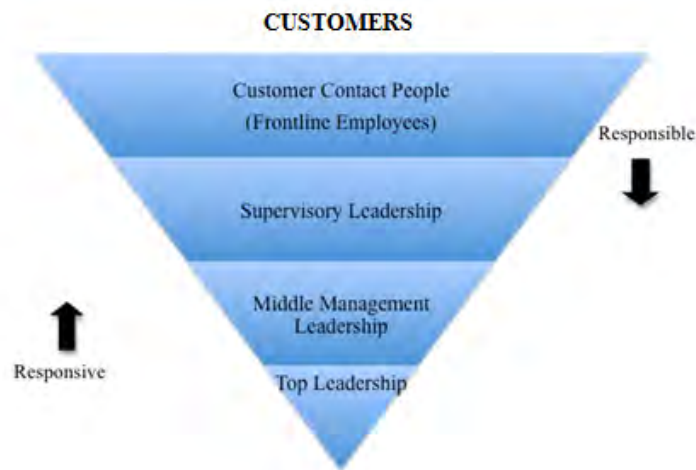 CUSTOMERS
Customer Contact People
(Frontline Employees)
Responsible
Supervisory Leadership
Middle Management
Leadership
Responsive
Top Leadership